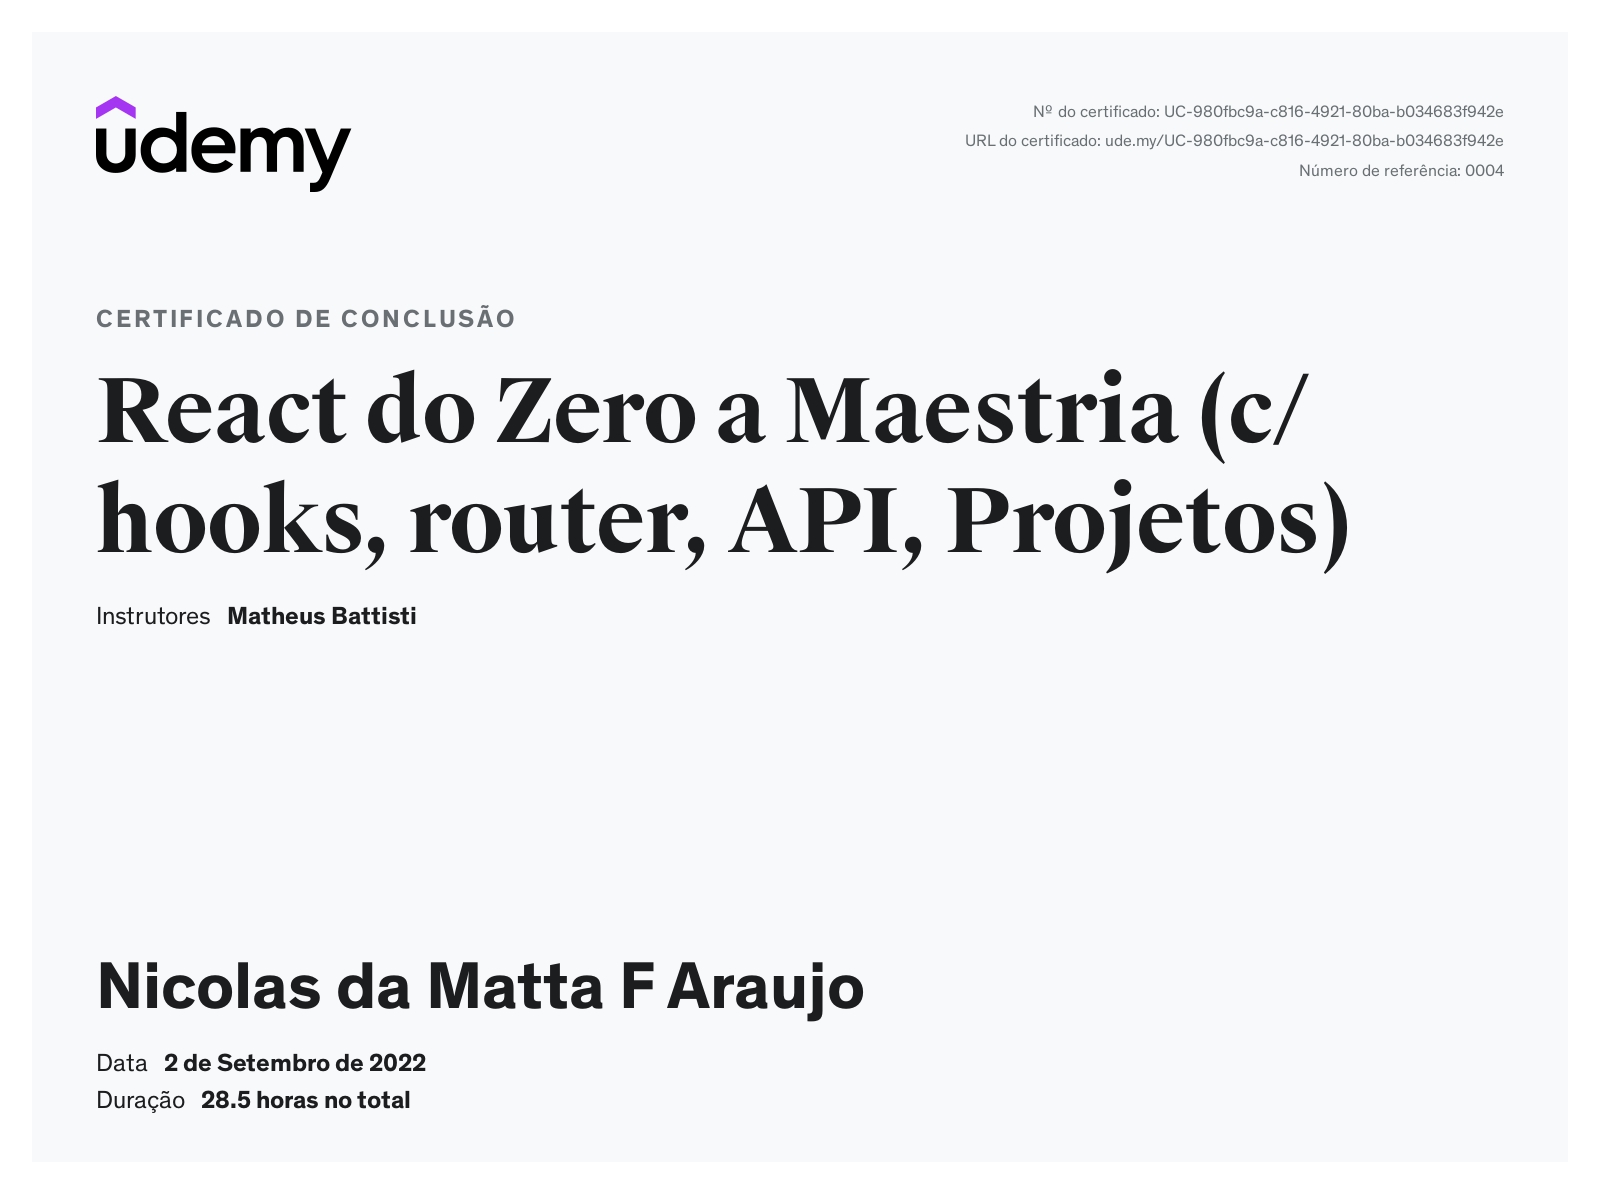 udemy
Nº do certificado: UC-980fbc9a-c816-4921-80ba-b034683f942e
URL do certificado: ude.my/UC-980fbc9a-c816-4921-80ba-b034683f942e
Número de referência: 0004
CERTIFICADO DE CONCLUSÃO
React do Zero a Maestria (c/
hooks, router, API, Projetos)
Instrutores Matheus Battisti
Nicolas da Matta F Araujo
Data 2 de Setembro de 2022
Duração 28.5 horas no total